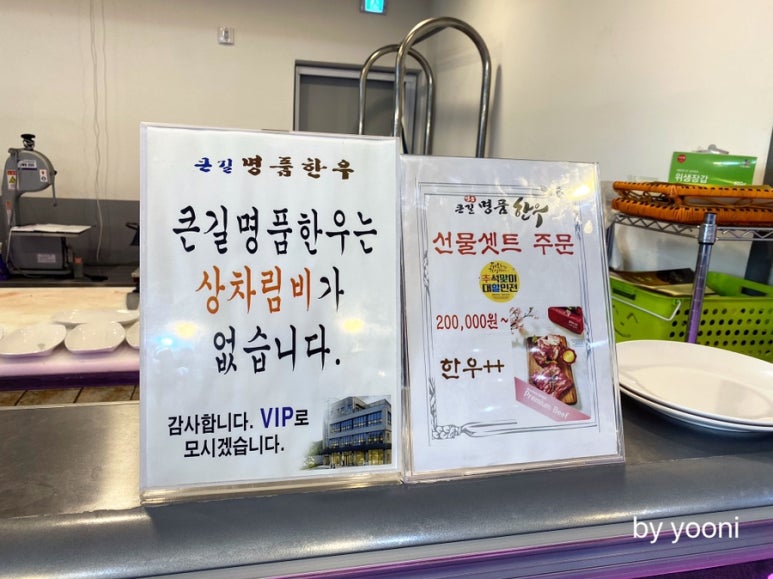 큰길 명품한우
큰길명품한우는
상차림비가
없습니다.
감사합니다. VIP로
모시겠습니다.
큰길 명품 한우
선물셋트 주문
추석맞이
대할인전
200,000원~
한우++
Premium Beef
위생장갑
by yooni